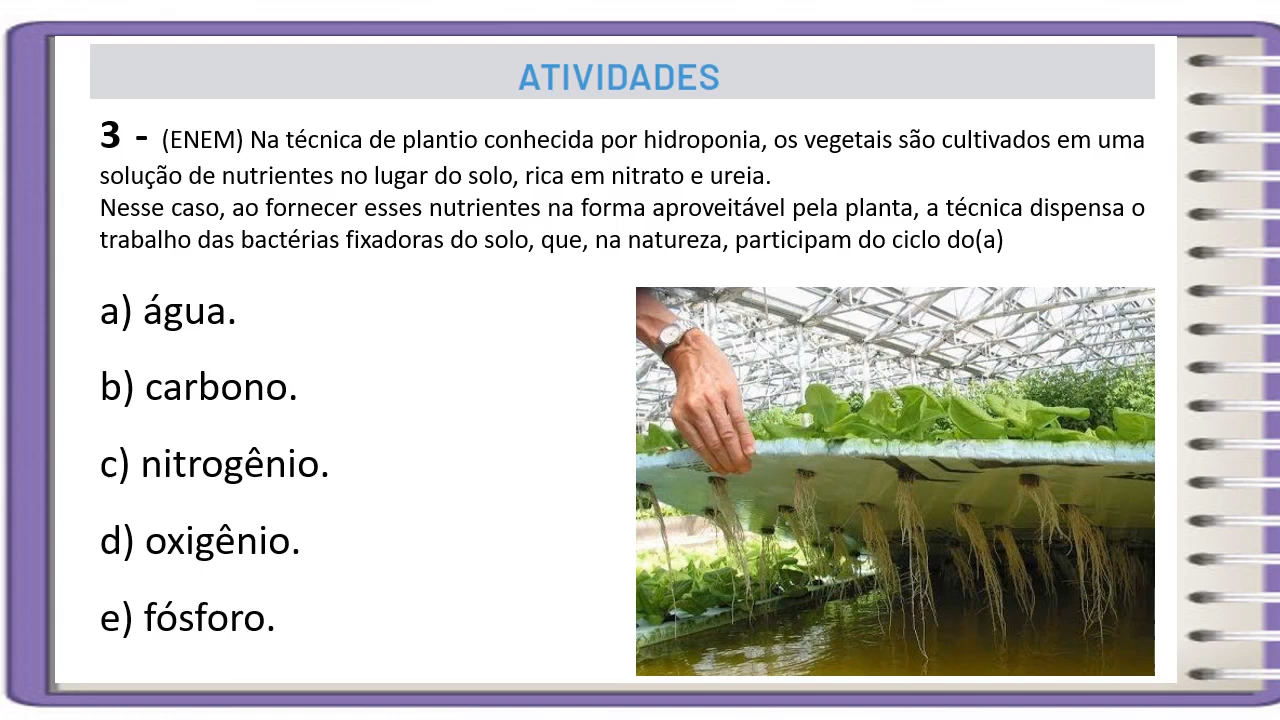 ATIVIDADES
3 - (ENEM) Na técnica de plantio conhecida por hidroponia, os vegetais são cultivados em uma
solução de nutrientes no lugar do solo, rica em nitrato e ureia.
Nesse caso, ao fornecer esses nutrientes na forma aproveitável pela planta, a técnica dispensa o
trabalho das bactérias fixadoras do solo, que, na natureza, participam do ciclo do(a)
a) água.
b) carbono.
c) nitrogênio.
d) oxigênio.
e) fósforo.